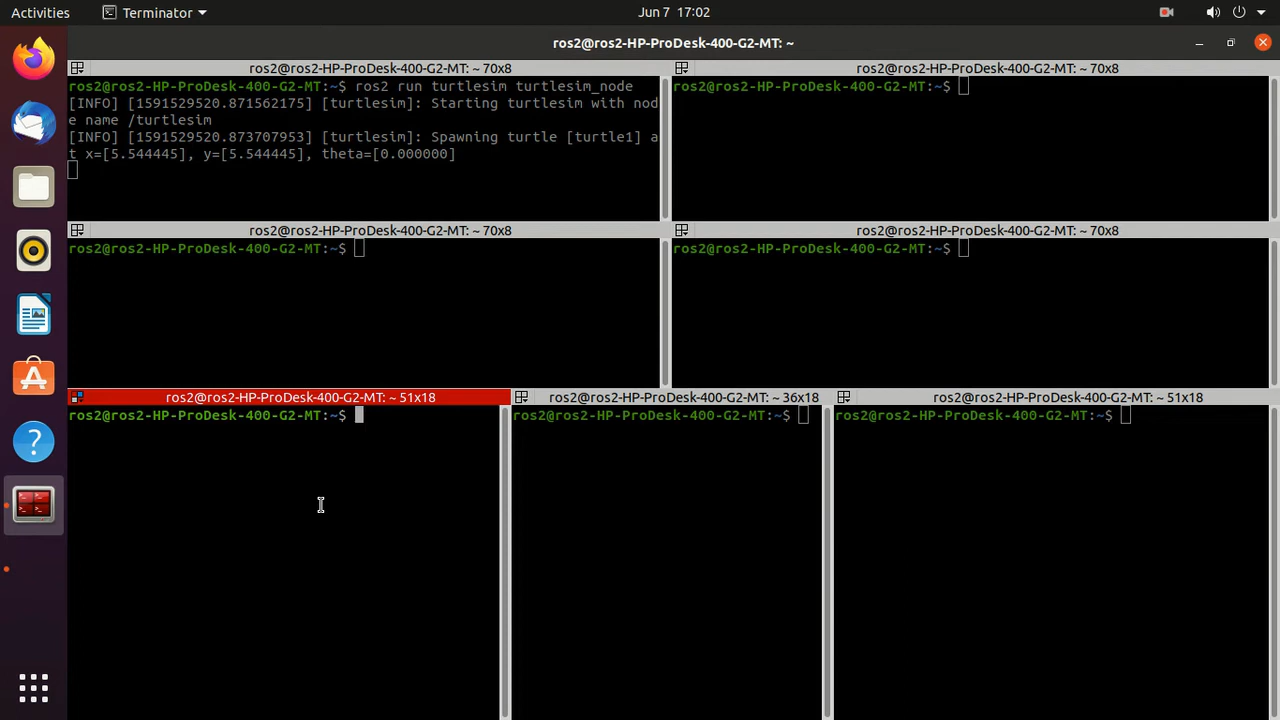 Activities
Terminator
Jun 7 17:02
ros2@ros2-HP-ProDesk-400-G2-MT: ~
ros2@ros2-HP-ProDesk-400-G2-MT: ~ 70x8
ros2@ros2-HP-ProDesk-400-G2-MT:~$ ros2 run turtlesim turtlesim_node
[INFO] [1591529520.871562175] [turtlesim]: Starting turtlesim with nod
e name /turtlesim
[INFO] [1591529520.873707953] [turtlesim]: Spawning turtle [turtle1] a
t x=[5.544445], y=[5.544445], theta=[0.000000]
ros2@ros2-HP-ProDesk-400-G2-MT: ~ 70x8
ros2@ros2-HP-ProDesk-400-G2-MT:~$
ros2@ros2-HP-ProDesk-400-G2-MT: ~ 70x8
ros2@ros2-HP-ProDesk-400-G2-MT:~$
ros2@ros2-HP-ProDesk-400-G2-MT: ~ 70x8
ros2@ros2-HP-ProDesk-400-G2-MT:~$
ros2@ros2-HP-ProDesk-400-G2-MT: ~ 51x18
ros2@ros2-HP-ProDesk-400-G2-MT:~$
ros2@ros2-HP-ProDesk-400-G2-MT: ~ 36x18
ros2@ros2-HP-ProDesk-400-G2-MT:~$
ros2@ros2-HP-ProDesk-400-G2-MT: ~ 51x18
ros2@ros2-HP-ProDesk-400-G2-MT:~$